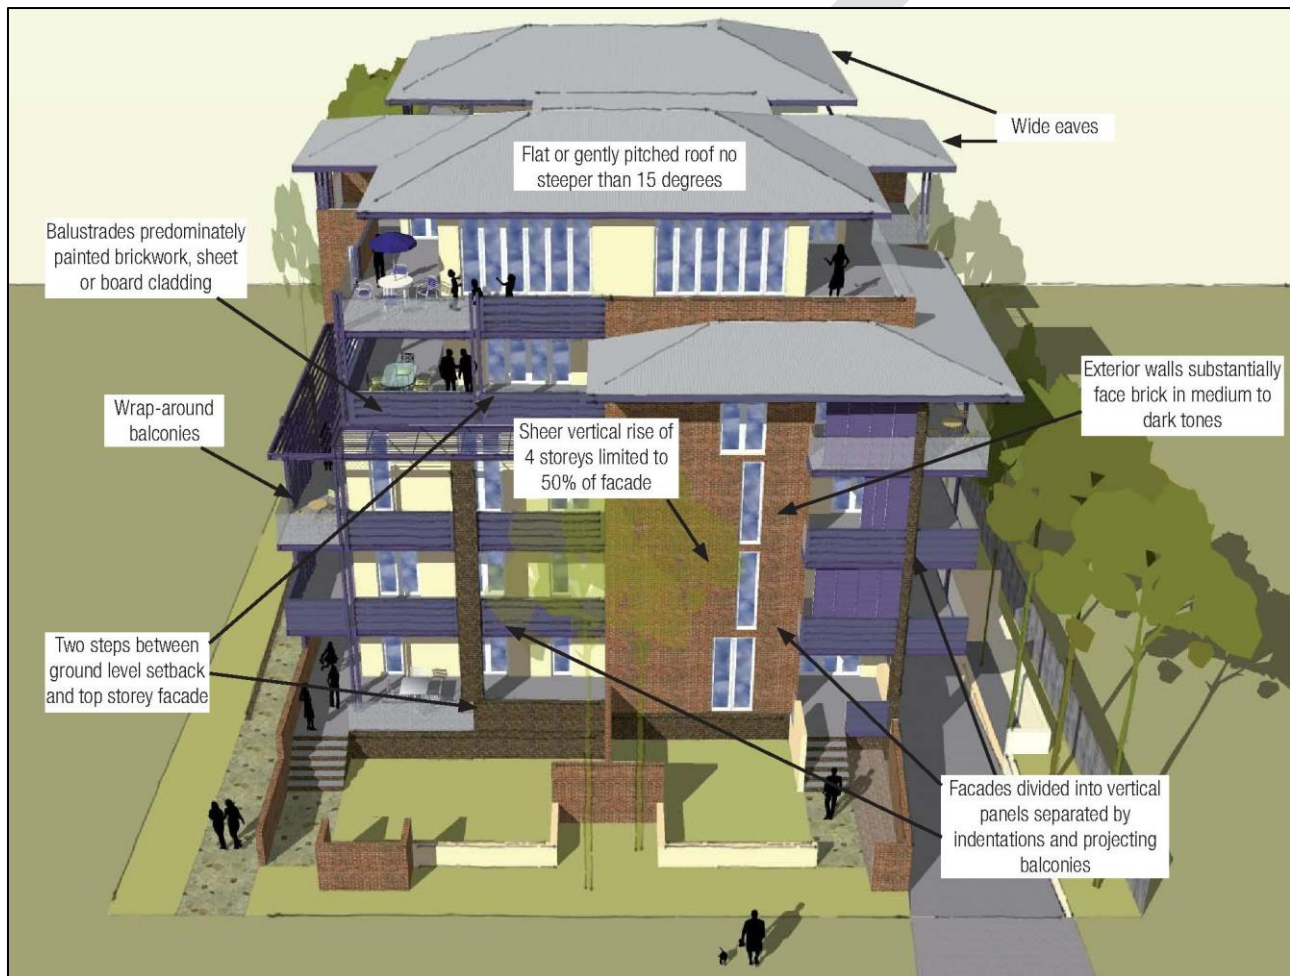 Wide eaves
Flat or gently pitched roof no
steeper than 15 degrees
Balustrades predominately
painted brickwork, sheet
or board cladding
Exterior walls substantially
face brick in medium to
dark tones
Wrap-around
balconies
Sheer vertical rise of
4 storeys limited to
50% of facade
Two steps between
ground level setback
and top storey facade
Facades divided into vertical
panels separated by
indentations and projecting
balconies